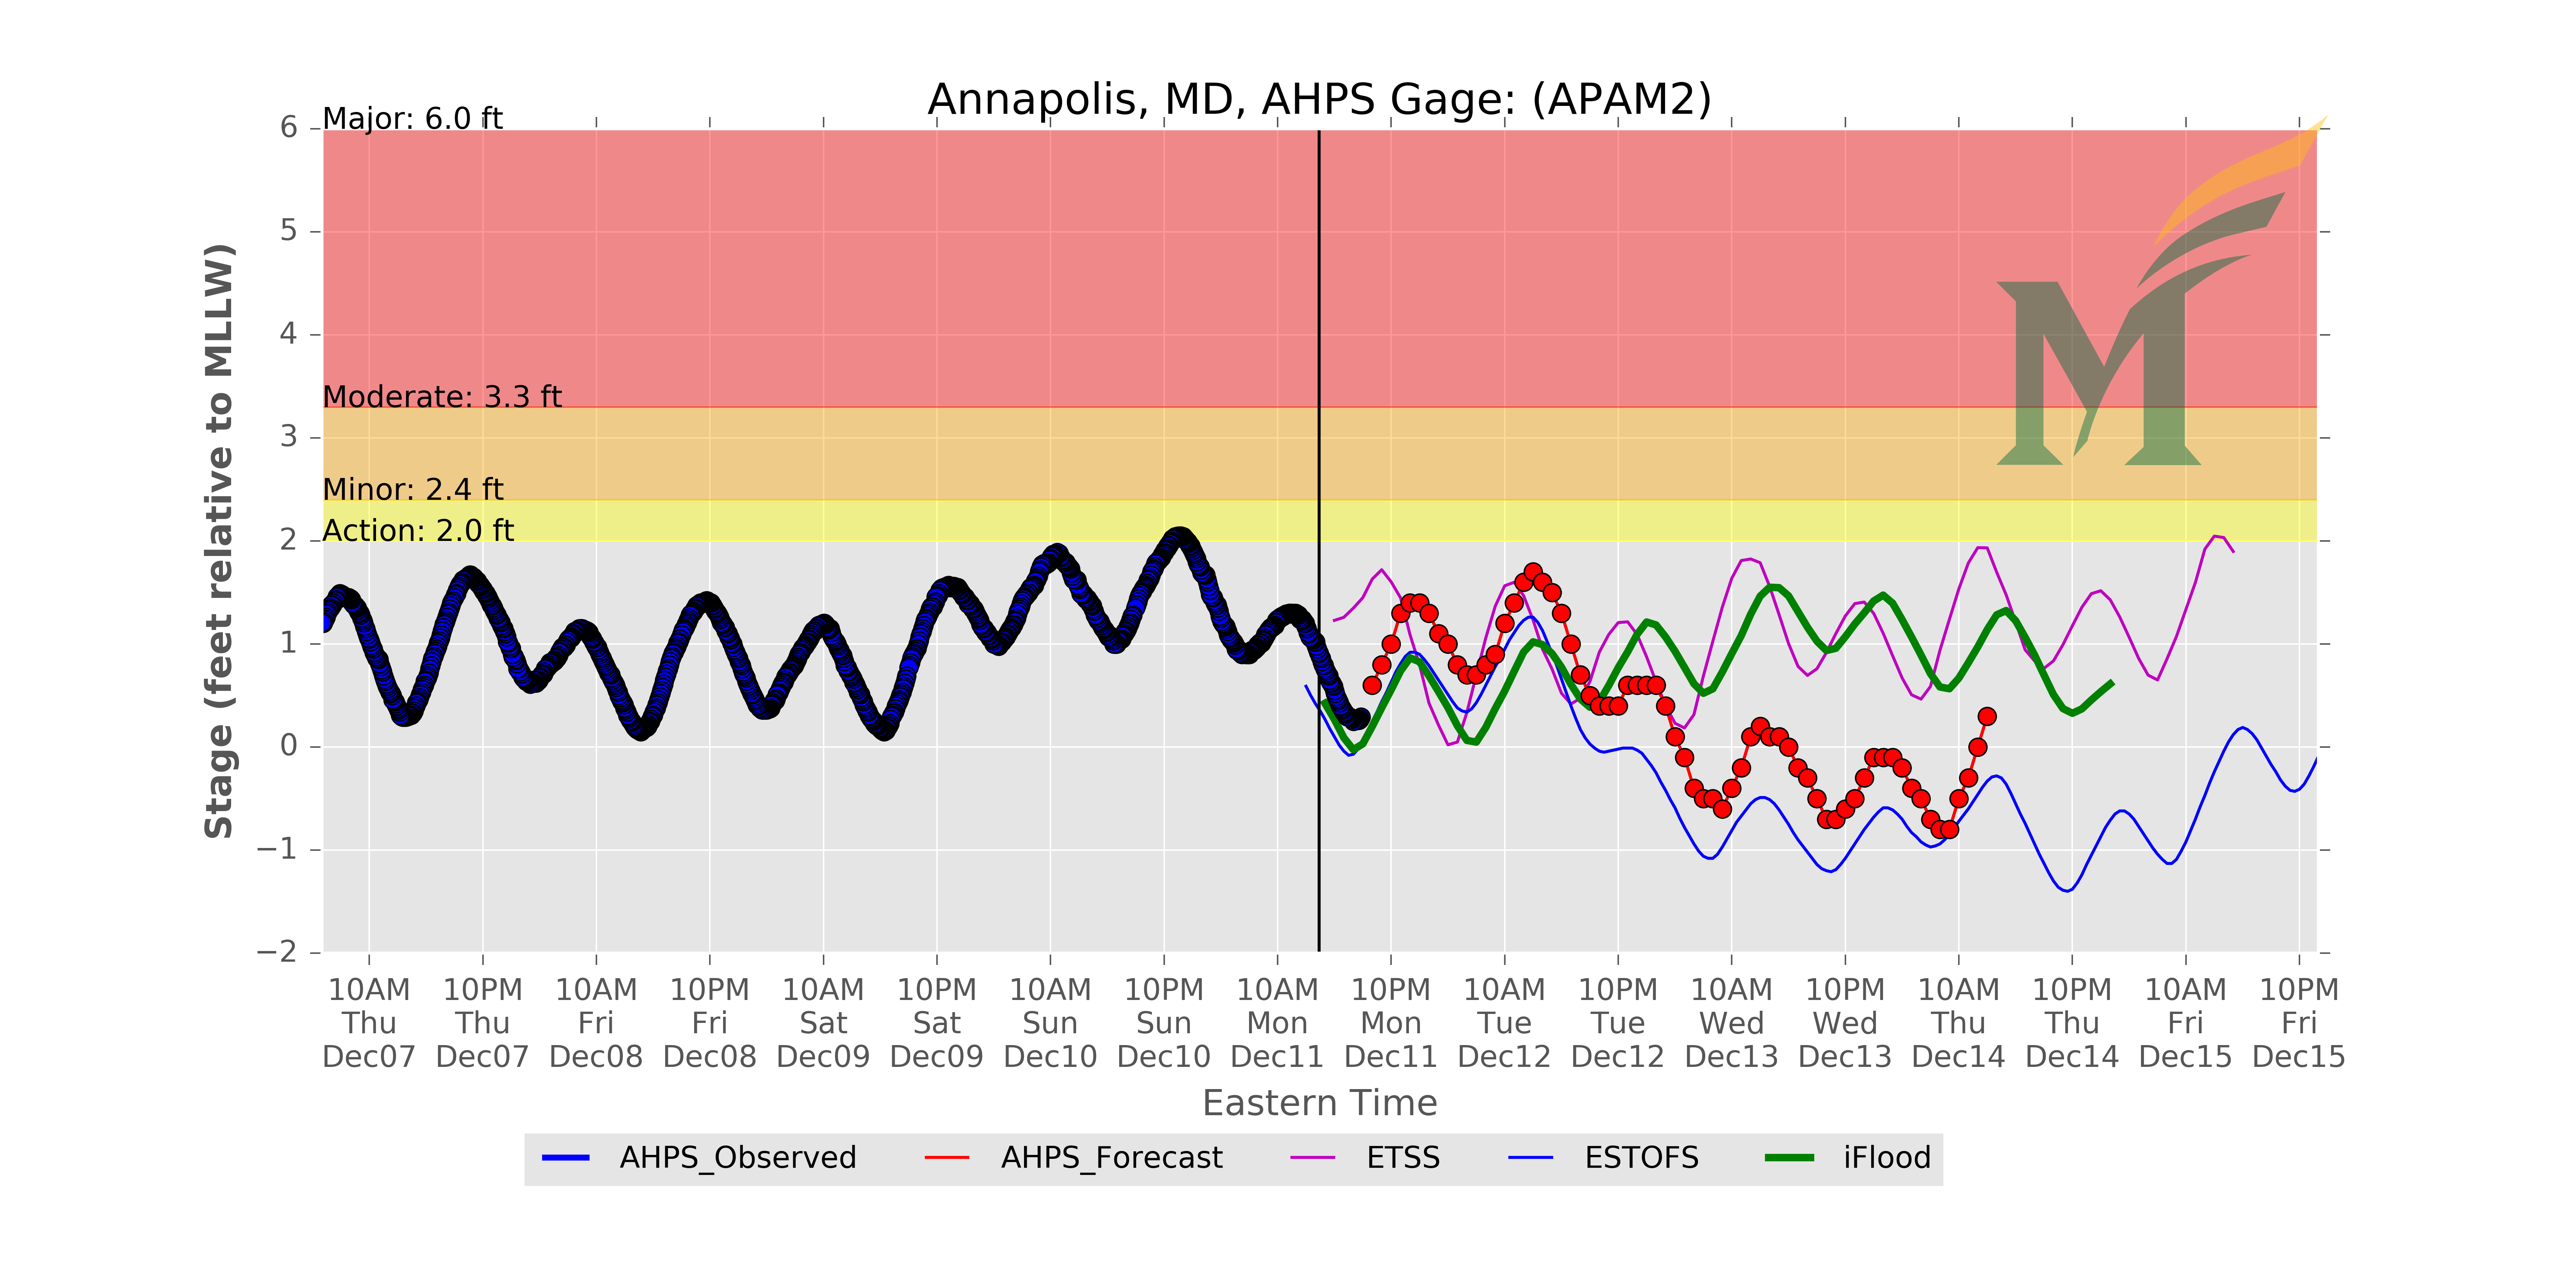 Annapolis, MD, AHPS Gage: (APAM2)
Major: 6.0 ft
Moderate: 3.3 ft
Minor: 2.4 ft
Action: 2.0 ft
Stage (feet relative to MLLW)
6
5
4
3
2
1
0
−1
−2
10AM 10PM 10AM 10PM 10AM 10PM 10AM 10PM 10AM 10PM 10AM 10PM 10AM 10PM 10AM 10PM 10AM 10PM
Thu Thu Fri Fri Sat Sat Sun Sun Mon Mon Tue Tue Wed Wed Thu Thu Fri Fri
Dec07 Dec07 Dec08 Dec08 Dec09 Dec09 Dec10 Dec10 Dec11 Dec11 Dec12 Dec12 Dec13 Dec13 Dec14 Dec14 Dec15 Dec15
Eastern Time
AHPS_Observed AHPS_Forecast ETSS ESTOFS iFlood
M